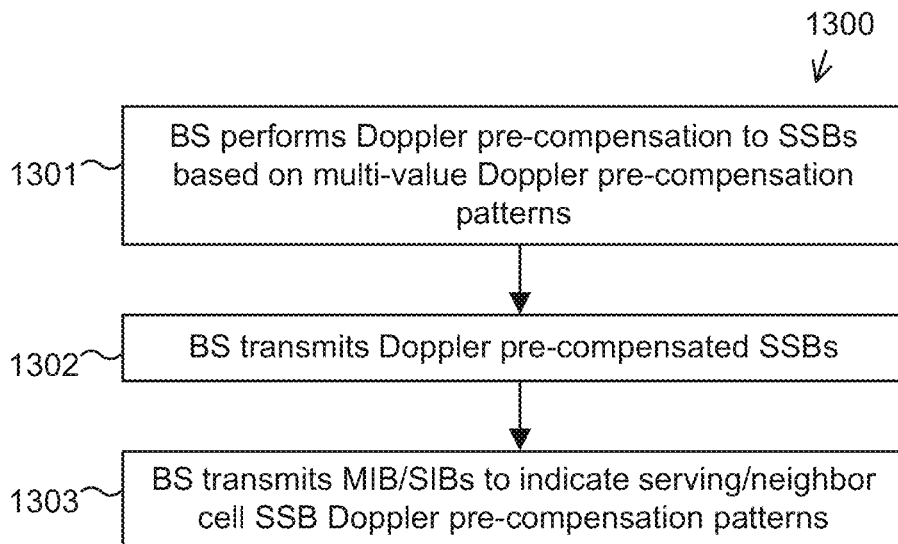 1300
1301
BS performs Doppler pre-compensation to SSBs
based on multi-value Doppler pre-compensation
patterns
1302
BS transmits Doppler pre-compensated SSBs
1303
BS transmits MIB/SIBs to indicate serving/neighbor
cell SSB Doppler pre-compensation patterns